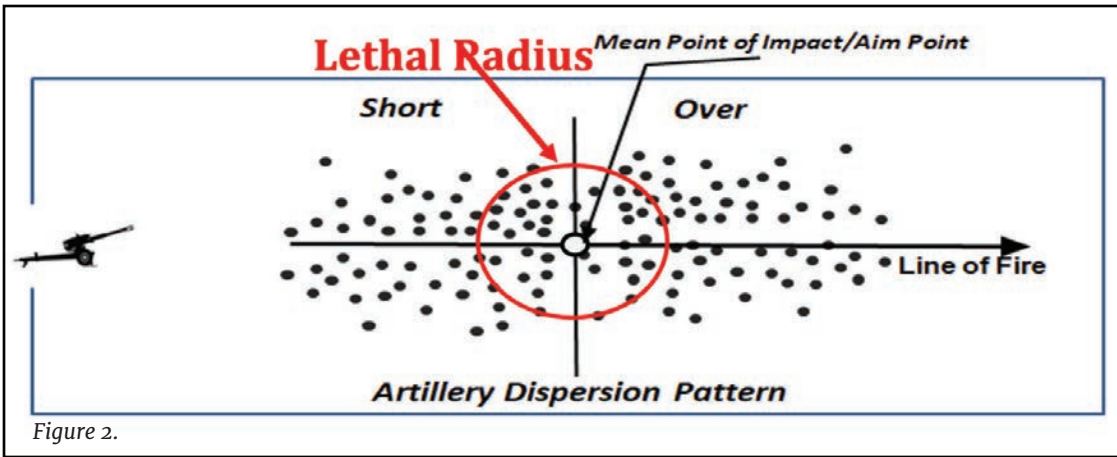 Lethal Radius
Mean Point of Impact/Aim Point
Short
Over
Line of Fire
Artillery Dispersion Pattern
Figure 2.